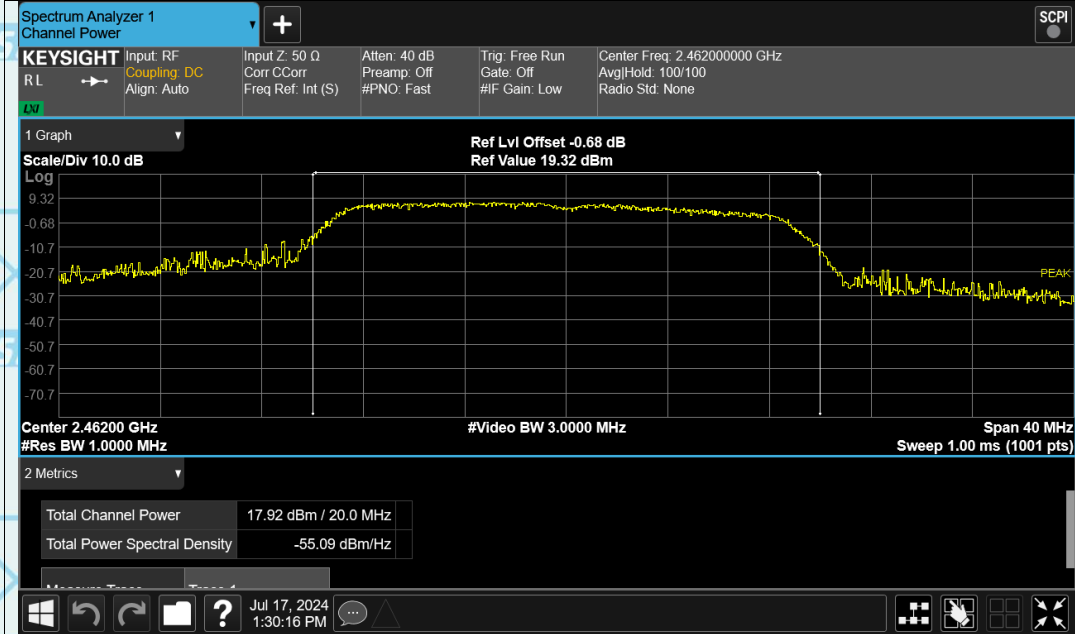 Spectrum Analyzer 1
Channel Power
+
SCPI
KEYSIGHT
R L
LXI
Input: RF
Coupling: DC
Align: Auto
Input Z: 50 Ω
Corr CCorr
Freq Ref: Int (S)
Atten: 40 dB
Preamp: Off
#PNO: Fast
Trig: Free Run
Gate: Off
#IF Gain: Low
Center Freq: 2.462000000 GHz
Avg|Hold: 100/100
Radio Std: None
1 Graph
Scale/Div 10.0 dB
Ref Lvl Offset -0.68 dB
Ref Value 19.32 dBm
Log
9.32
-0.68
-10.7
-20.7
-30.7
-40.7
-50.7
-60.7
-70.7
PEAK
Center 2.46200 GHz
#Video BW 3.0000 MHz
Span 40 MHz
#Res BW 1.0000 MHz
Sweep 1.00 ms (1001 pts)
2 Metrics
Total Channel Power 17.92 dBm / 20.0 MHz
Total Power Spectral Density -55.09 dBm/Hz
Measure Trace Trace 1
?
Jul 17, 2024
1:30:16 PM